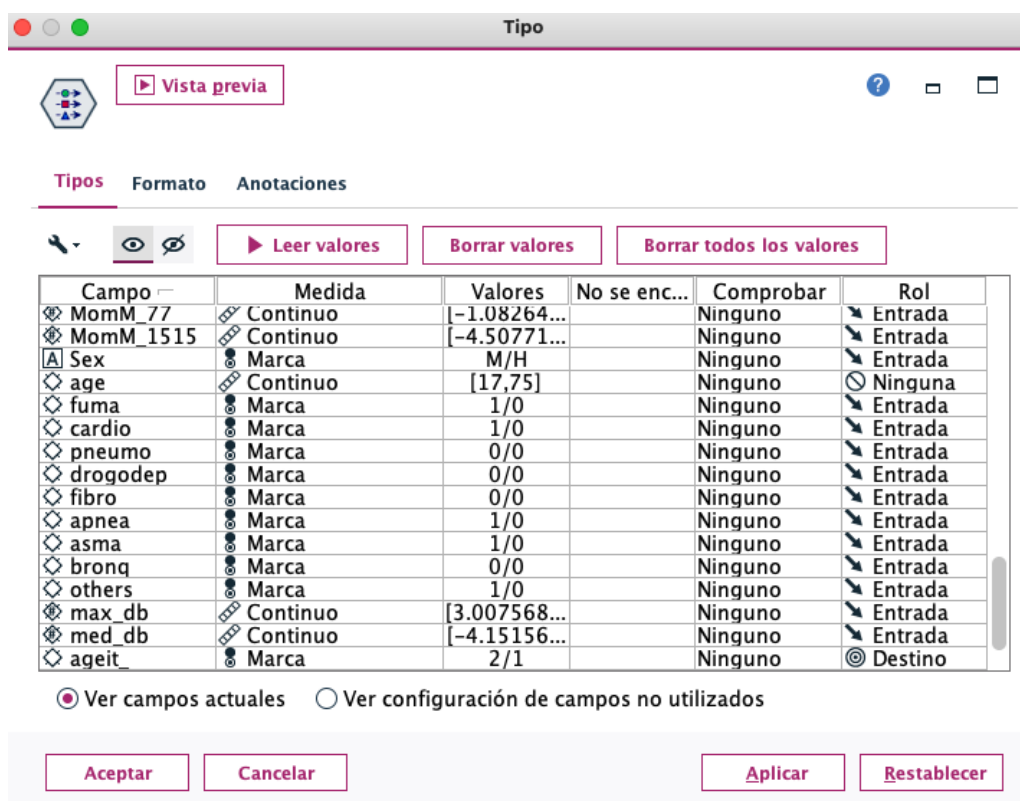 Tipo
Vista previa
?
Tipos Formato Anotaciones
Leer valores Borrar valores Borrar todos los valores
Campo Medida Valores No se enc... Comprobar Rol
MomM_77 Continuo [-1.08264... Ninguno Entrada
MomM_1515 Continuo [-4.50771... Ninguno Entrada
A Sex Marca M/H Ninguno Entrada
age Continuo [17,75] Ninguno Ninguna
fuma Marca 1/0 Ninguno Entrada
cardio Marca 1/0 Ninguno Entrada
pneumo Marca 0/0 Ninguno Entrada
drogodep Marca 0/0 Ninguno Entrada
fibro Marca 0/0 Ninguno Entrada
apnea Marca 1/0 Ninguno Entrada
asma Marca 1/0 Ninguno Entrada
bronq Marca 0/0 Ninguno Entrada
others Marca 1/0 Ninguno Entrada
max_db Continuo [3.007568... Ninguno Entrada
med_db Continuo [-4.15156... Ninguno Entrada
ageit_ Marca 2/1 Ninguno Destino
Ver campos actuales Ver configuración de campos no utilizados
Aceptar Cancelar Aplicar Restablecer